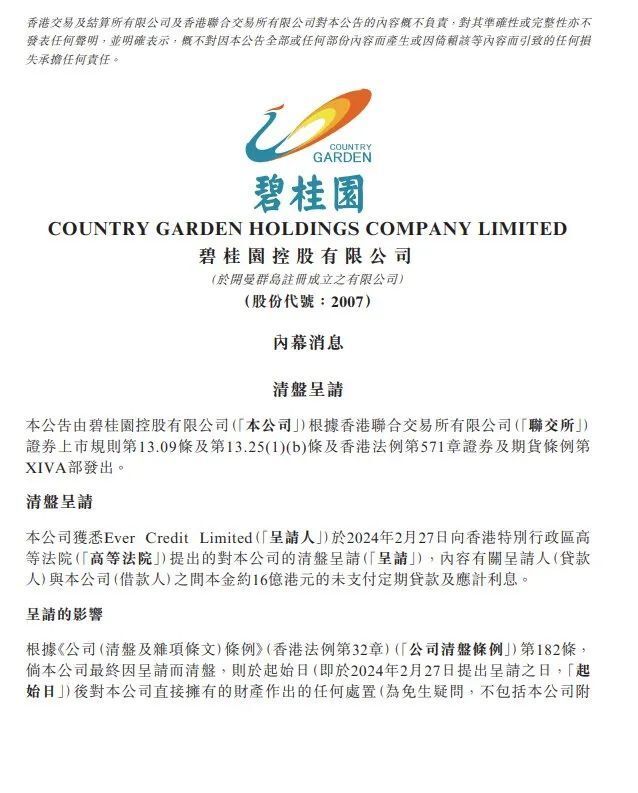 香港交易及結算所有限公司及香港聯合交易所有限公司對本公告的內容概不負責，對其準確性或完整性亦不
發表任何聲明，並明確表示，概不對因本公告全部或任何部份內容而產生或因倚賴該等內容而引致的任何損
失承擔任何責任。
COUNTRY
GARDEN
碧桂園
COUNTRY GARDEN HOLDINGS COMPANY LIMITED
碧桂園控股有限公司
(於開曼群島註冊成立之有限公司)
(股份代號：2007)
內幕消息
清盤呈請
本公告由碧桂園控股有限公司(「本公司」)根據香港聯合交易所有限公司(「聯交所」)
證券上市規則第13.09條及第13.25(1)(b)條及香港法例第571章證券及期貨條例第
XIVA部發出。
清盤呈請
本公司獲悉Ever Credit Limited(「呈請人」)於2024年2月27日向香港特別行政區高
等法院(「高等法院」)提出的對本公司的清盤呈請(「呈請」)，內容有關呈請人(貸款
人)與本公司(借款人)之間本金約16億港元的未支付定期貸款及應計利息。
呈請的影響
根據《公司(清盤及雜項條文)條例》(香港法例第32章)(「公司清盤條例」)第182條，
倘本公司最終因呈請而清盤，則於起始日(即於2024年2月27日提出呈請之日，「起
始日」)後對本公司直接擁有的財產作出的任何處置(為免生疑問，不包括本公司附